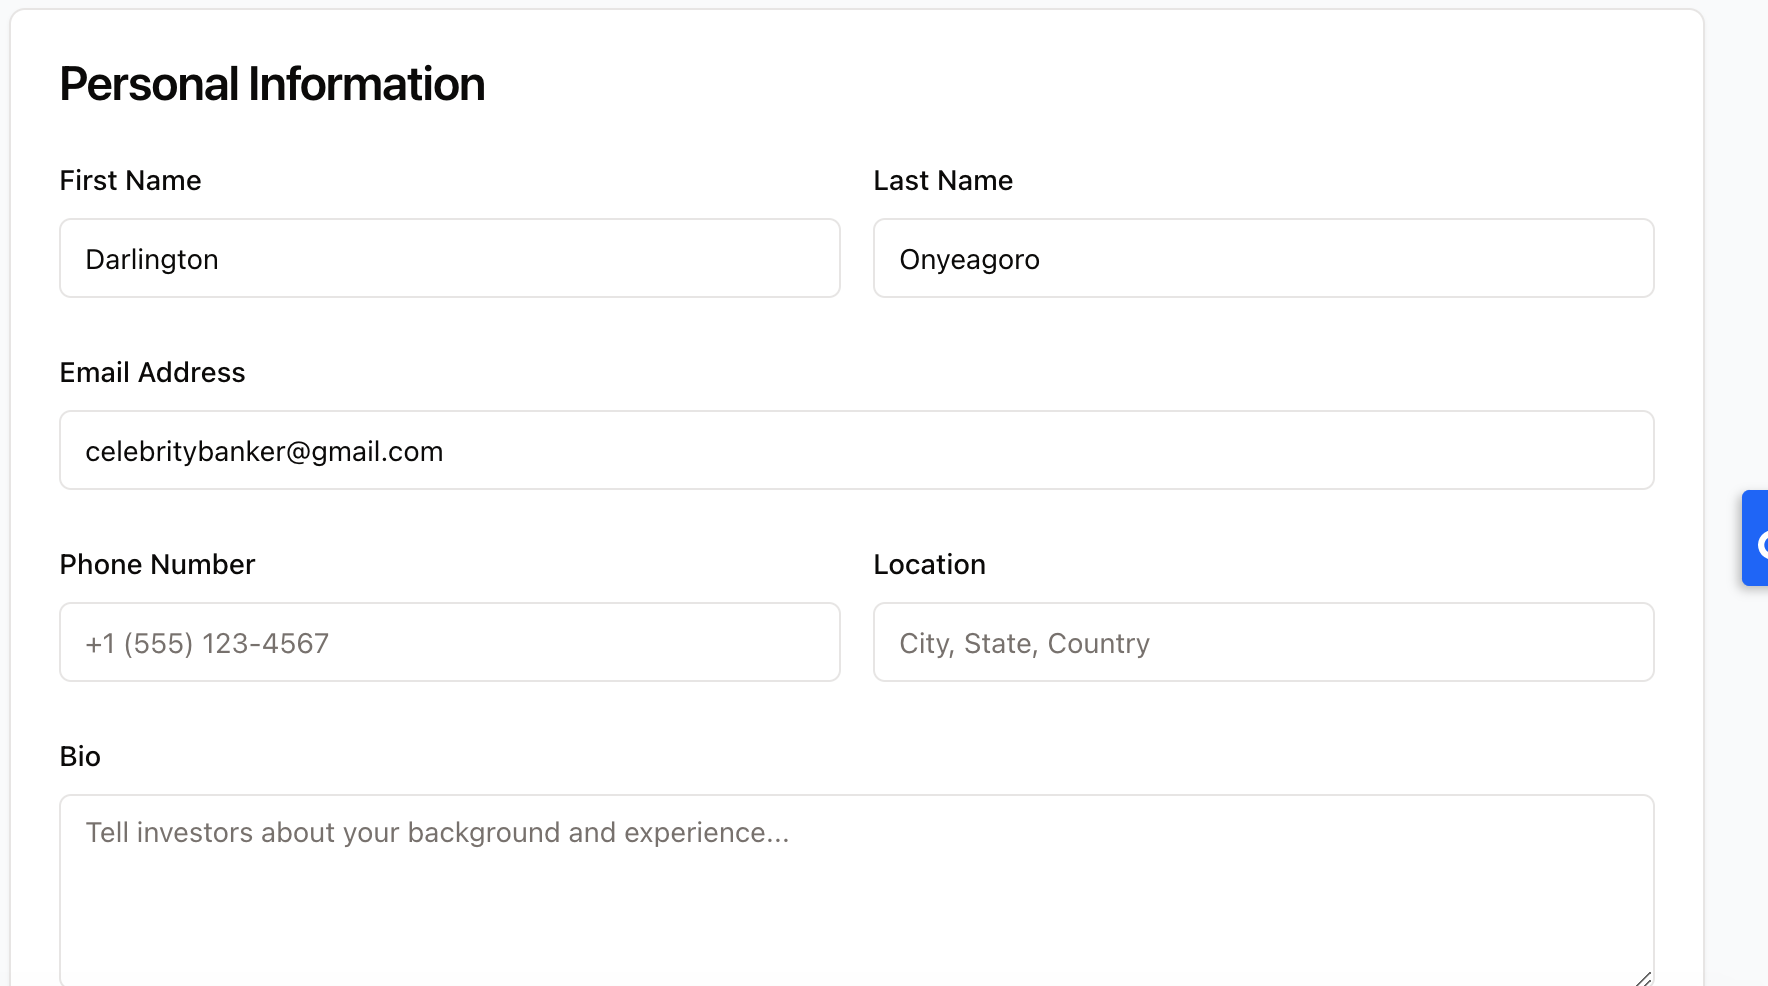 Personal Information
First Name
Last Name
Darlington
Onyeagoro
Email Address
celebritybanker@gmail.com
Phone Number
Location
+1 (555) 123-4567
City, State, Country
Bio
Tell investors about your background and experience...